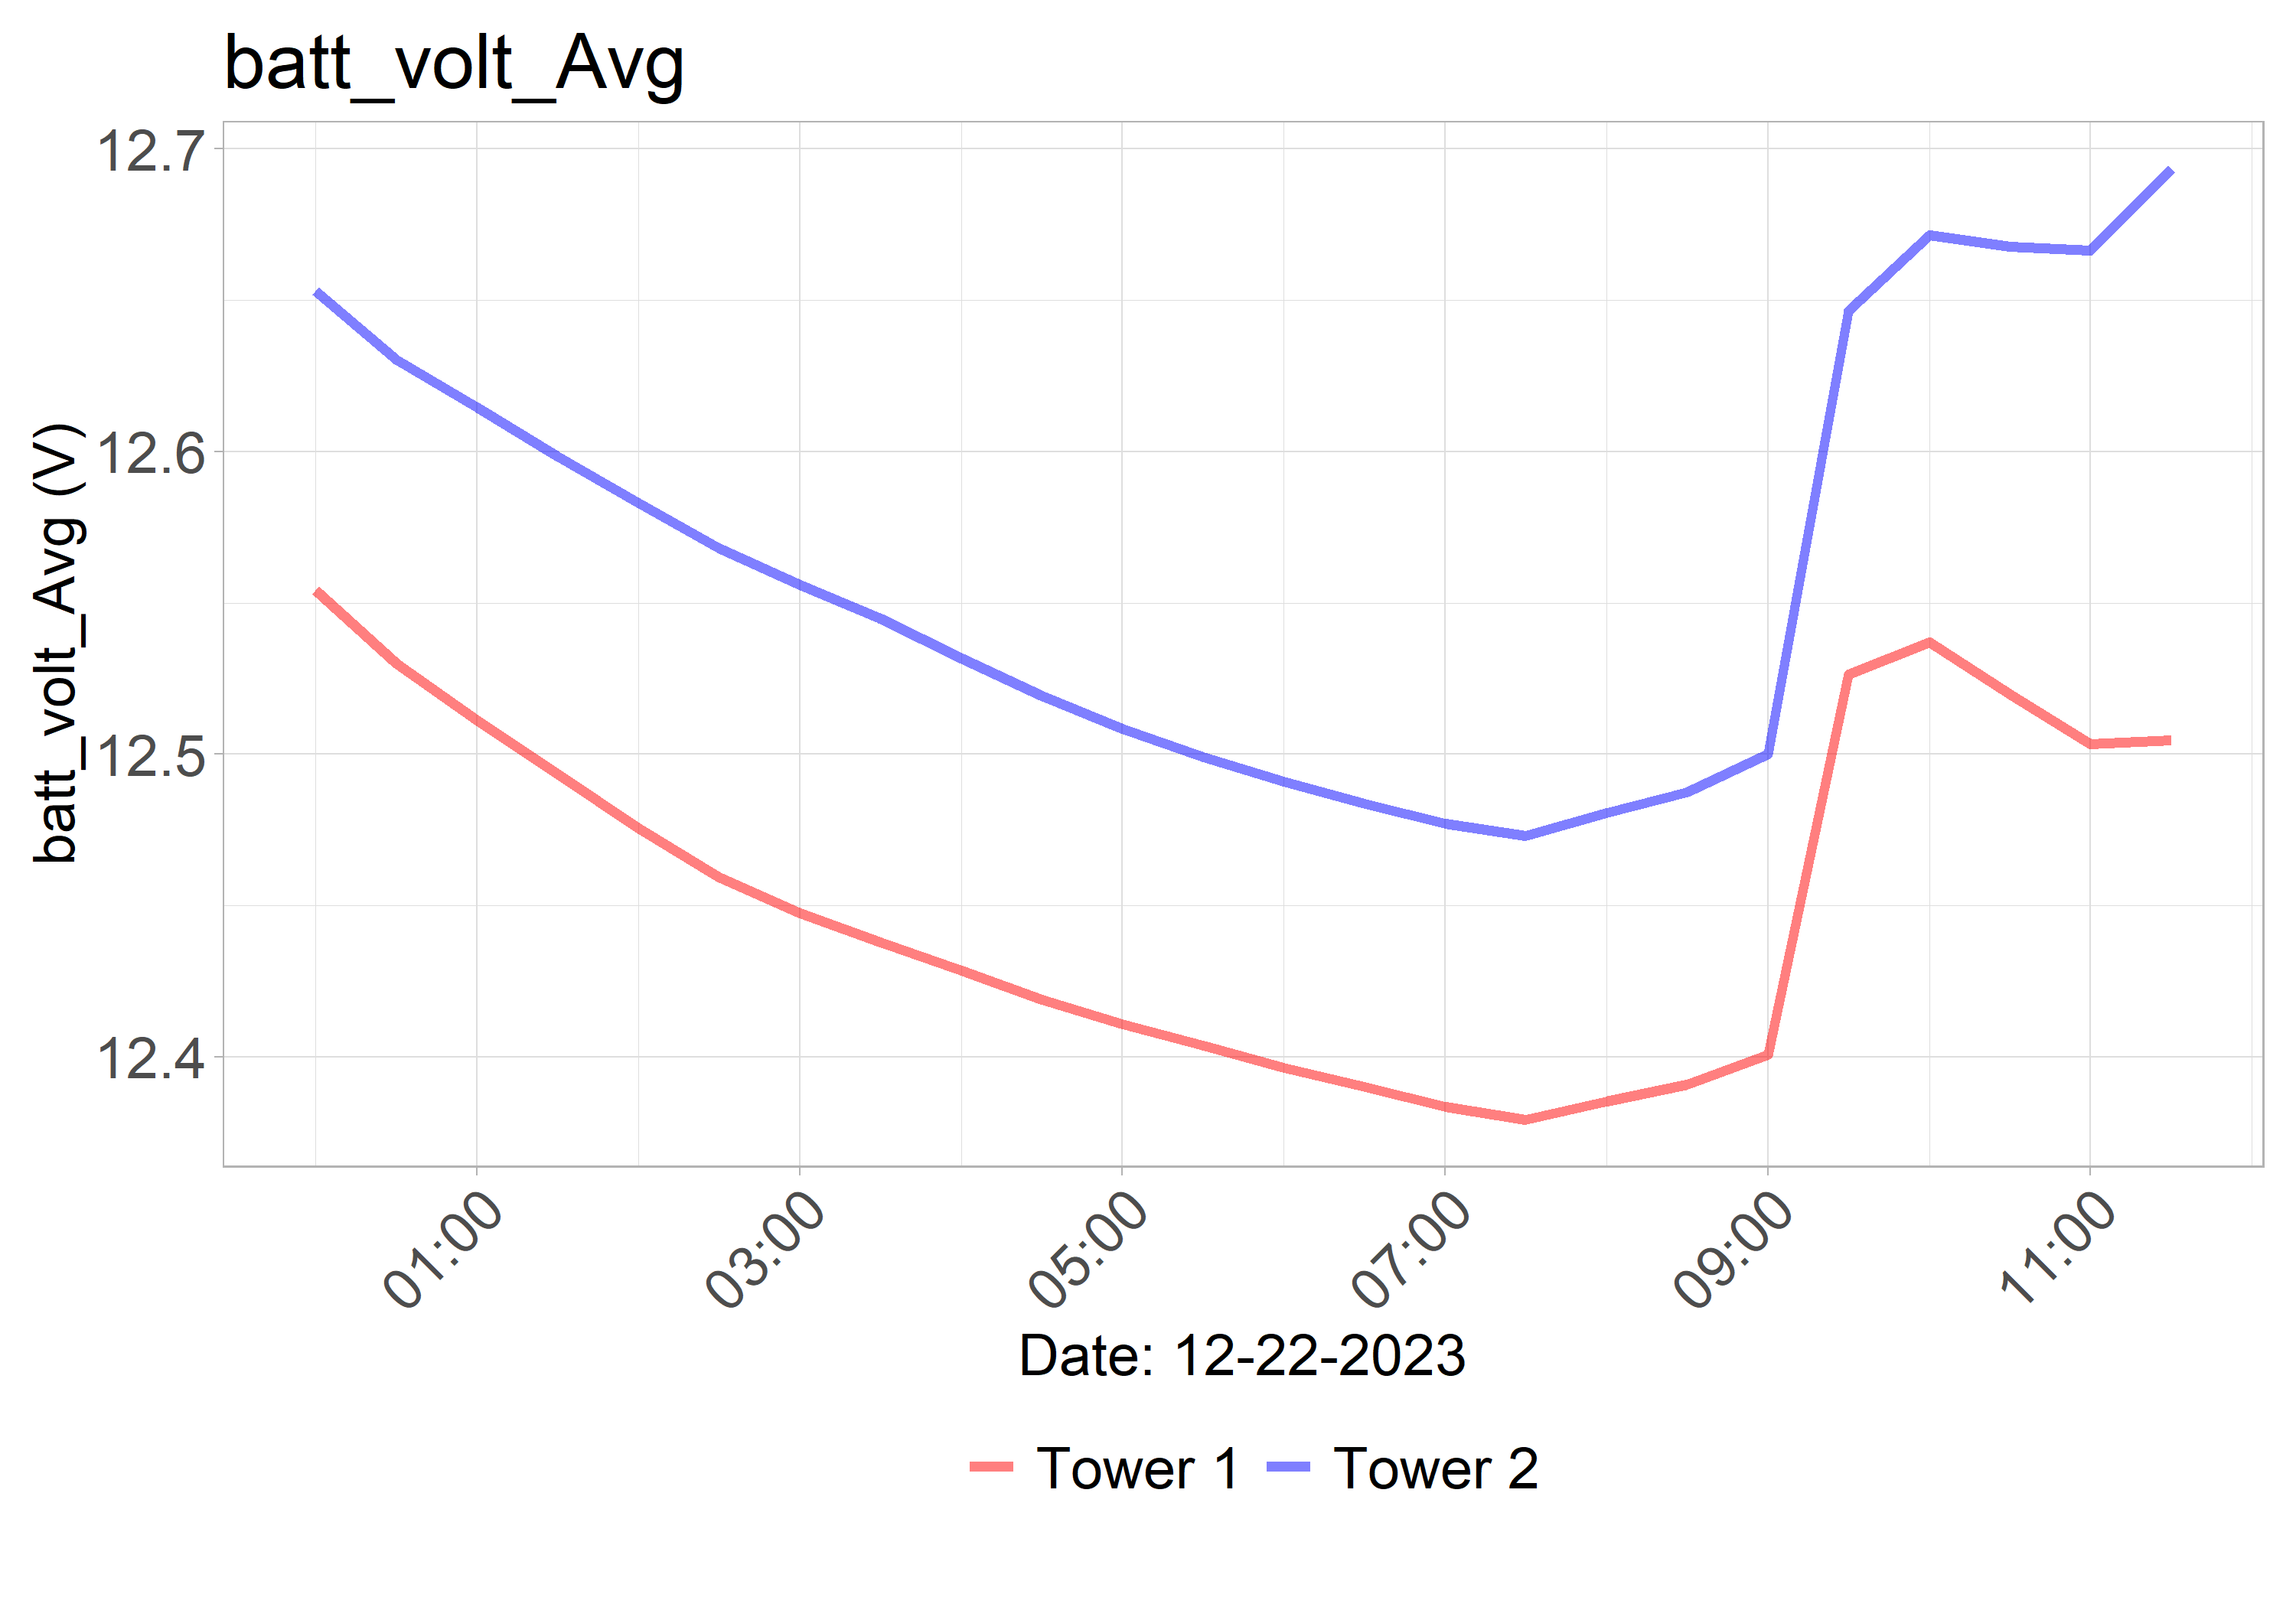 batt_volt_Avg
batt_volt_Avg (V)
12.7
12.6
12.5
12.4
01:00 03:00 05:00 07:00 09:00 11:00
Date: 12-22-2023
Tower 1 Tower 2